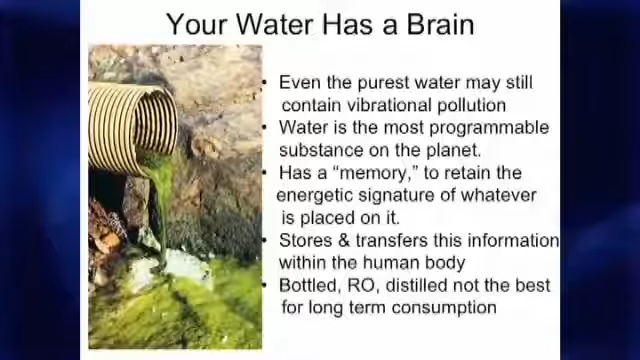 Your Water Has a Brain
• Even the purest water may still
contain vibrational pollution
• Water is the most programmable
substance on the planet.
• Has a “memory,” to retain the
energetic signature of whatever
is placed on it.
• Stores & transfers this information
within the human body
• Bottled, RO, distilled not the best
for long term consumption